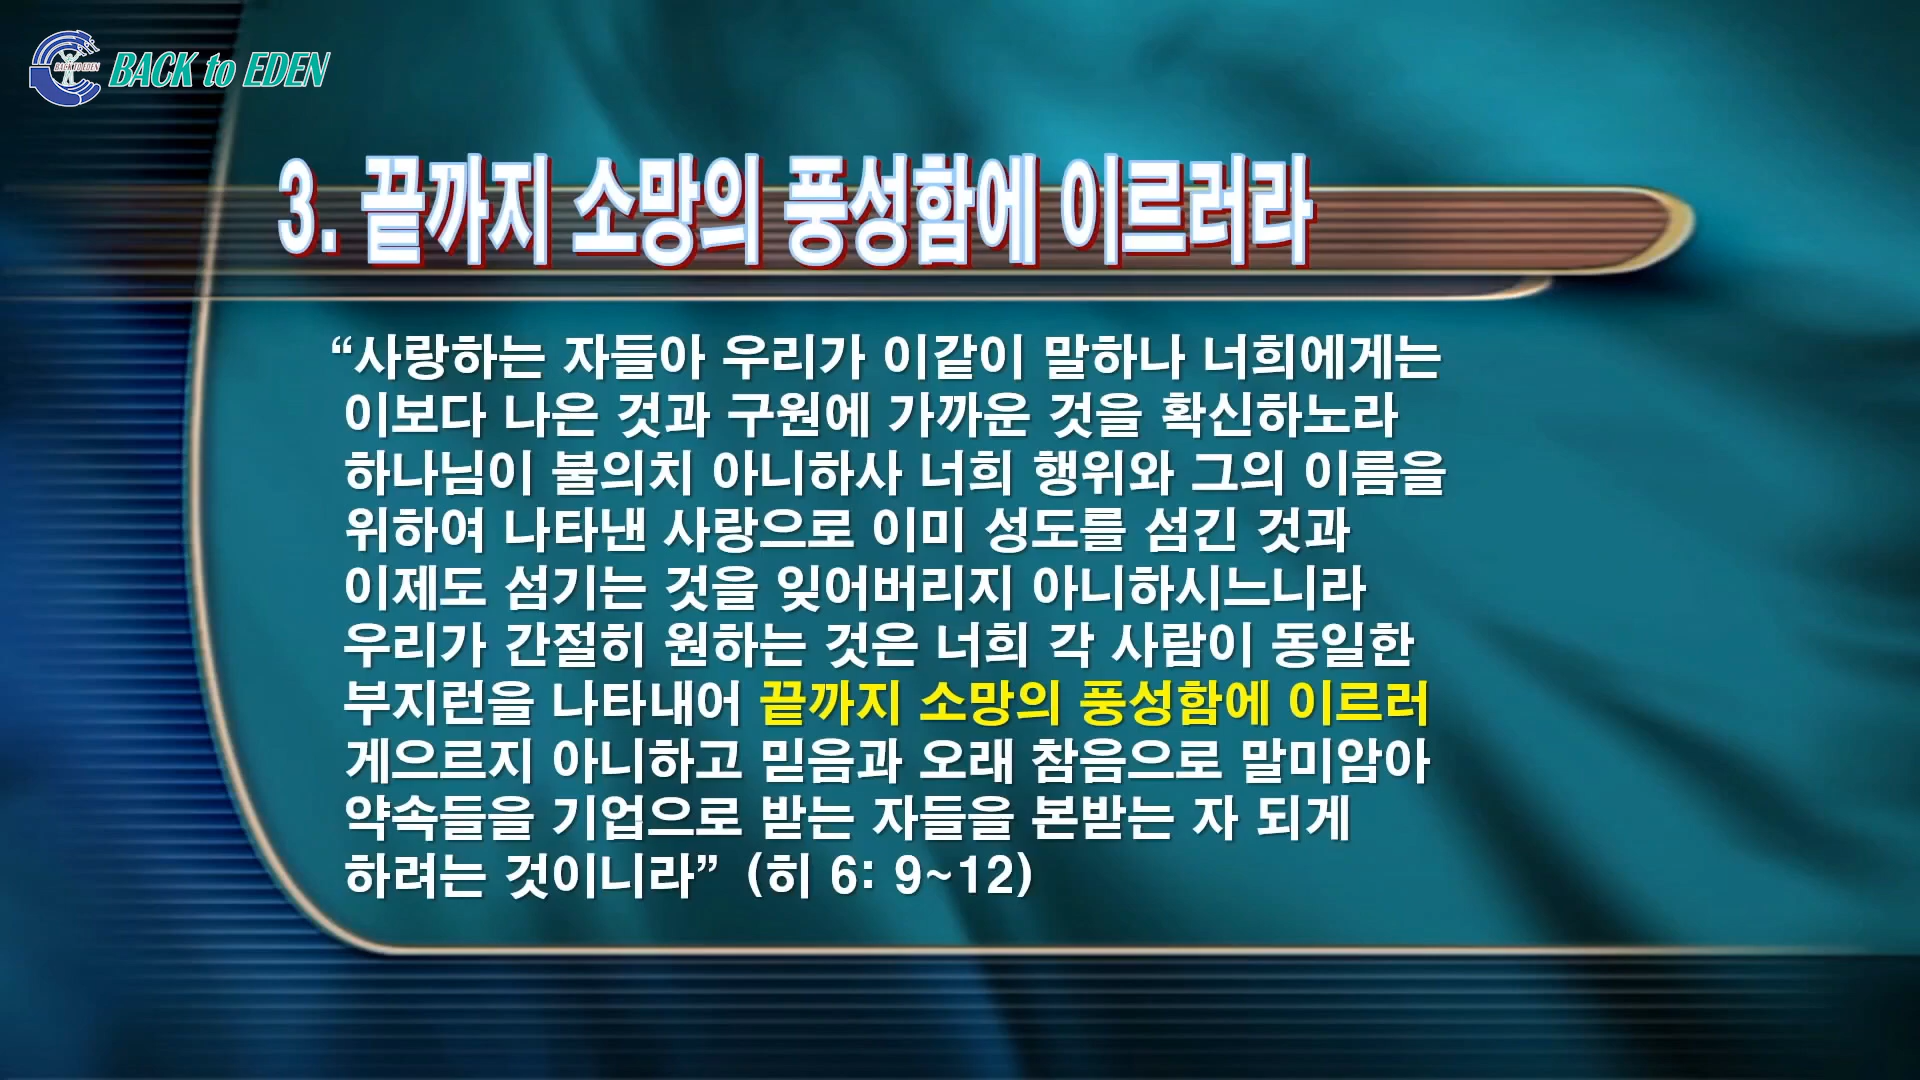 BACK to EDEN
3. 끝까지 소망의 풍성함에 이르러라
“사랑하는 자들아 우리가 이같이 말하나 너희에게는
이보다 나은 것과 구원에 가까운 것을 확신하노라
하나님이 불의치 아니하사 너희 행위와 그의 이름을
위하여 나타낸 사랑으로 이미 성도를 섬긴 것과
이제도 섬기는 것을 잊어버리지 아니하시느니라
우리가 간절히 원하는 것은 너희 각 사람이 동일한
부지런을 나타내어 끝까지 소망의 풍성함에 이르러
게으르지 아니하고 믿음과 오래 참음으로 말미암아
약속들을 기업으로 받는 자들을 본받는 자 되게
하려는 것이니라” (히 6: 9~12)